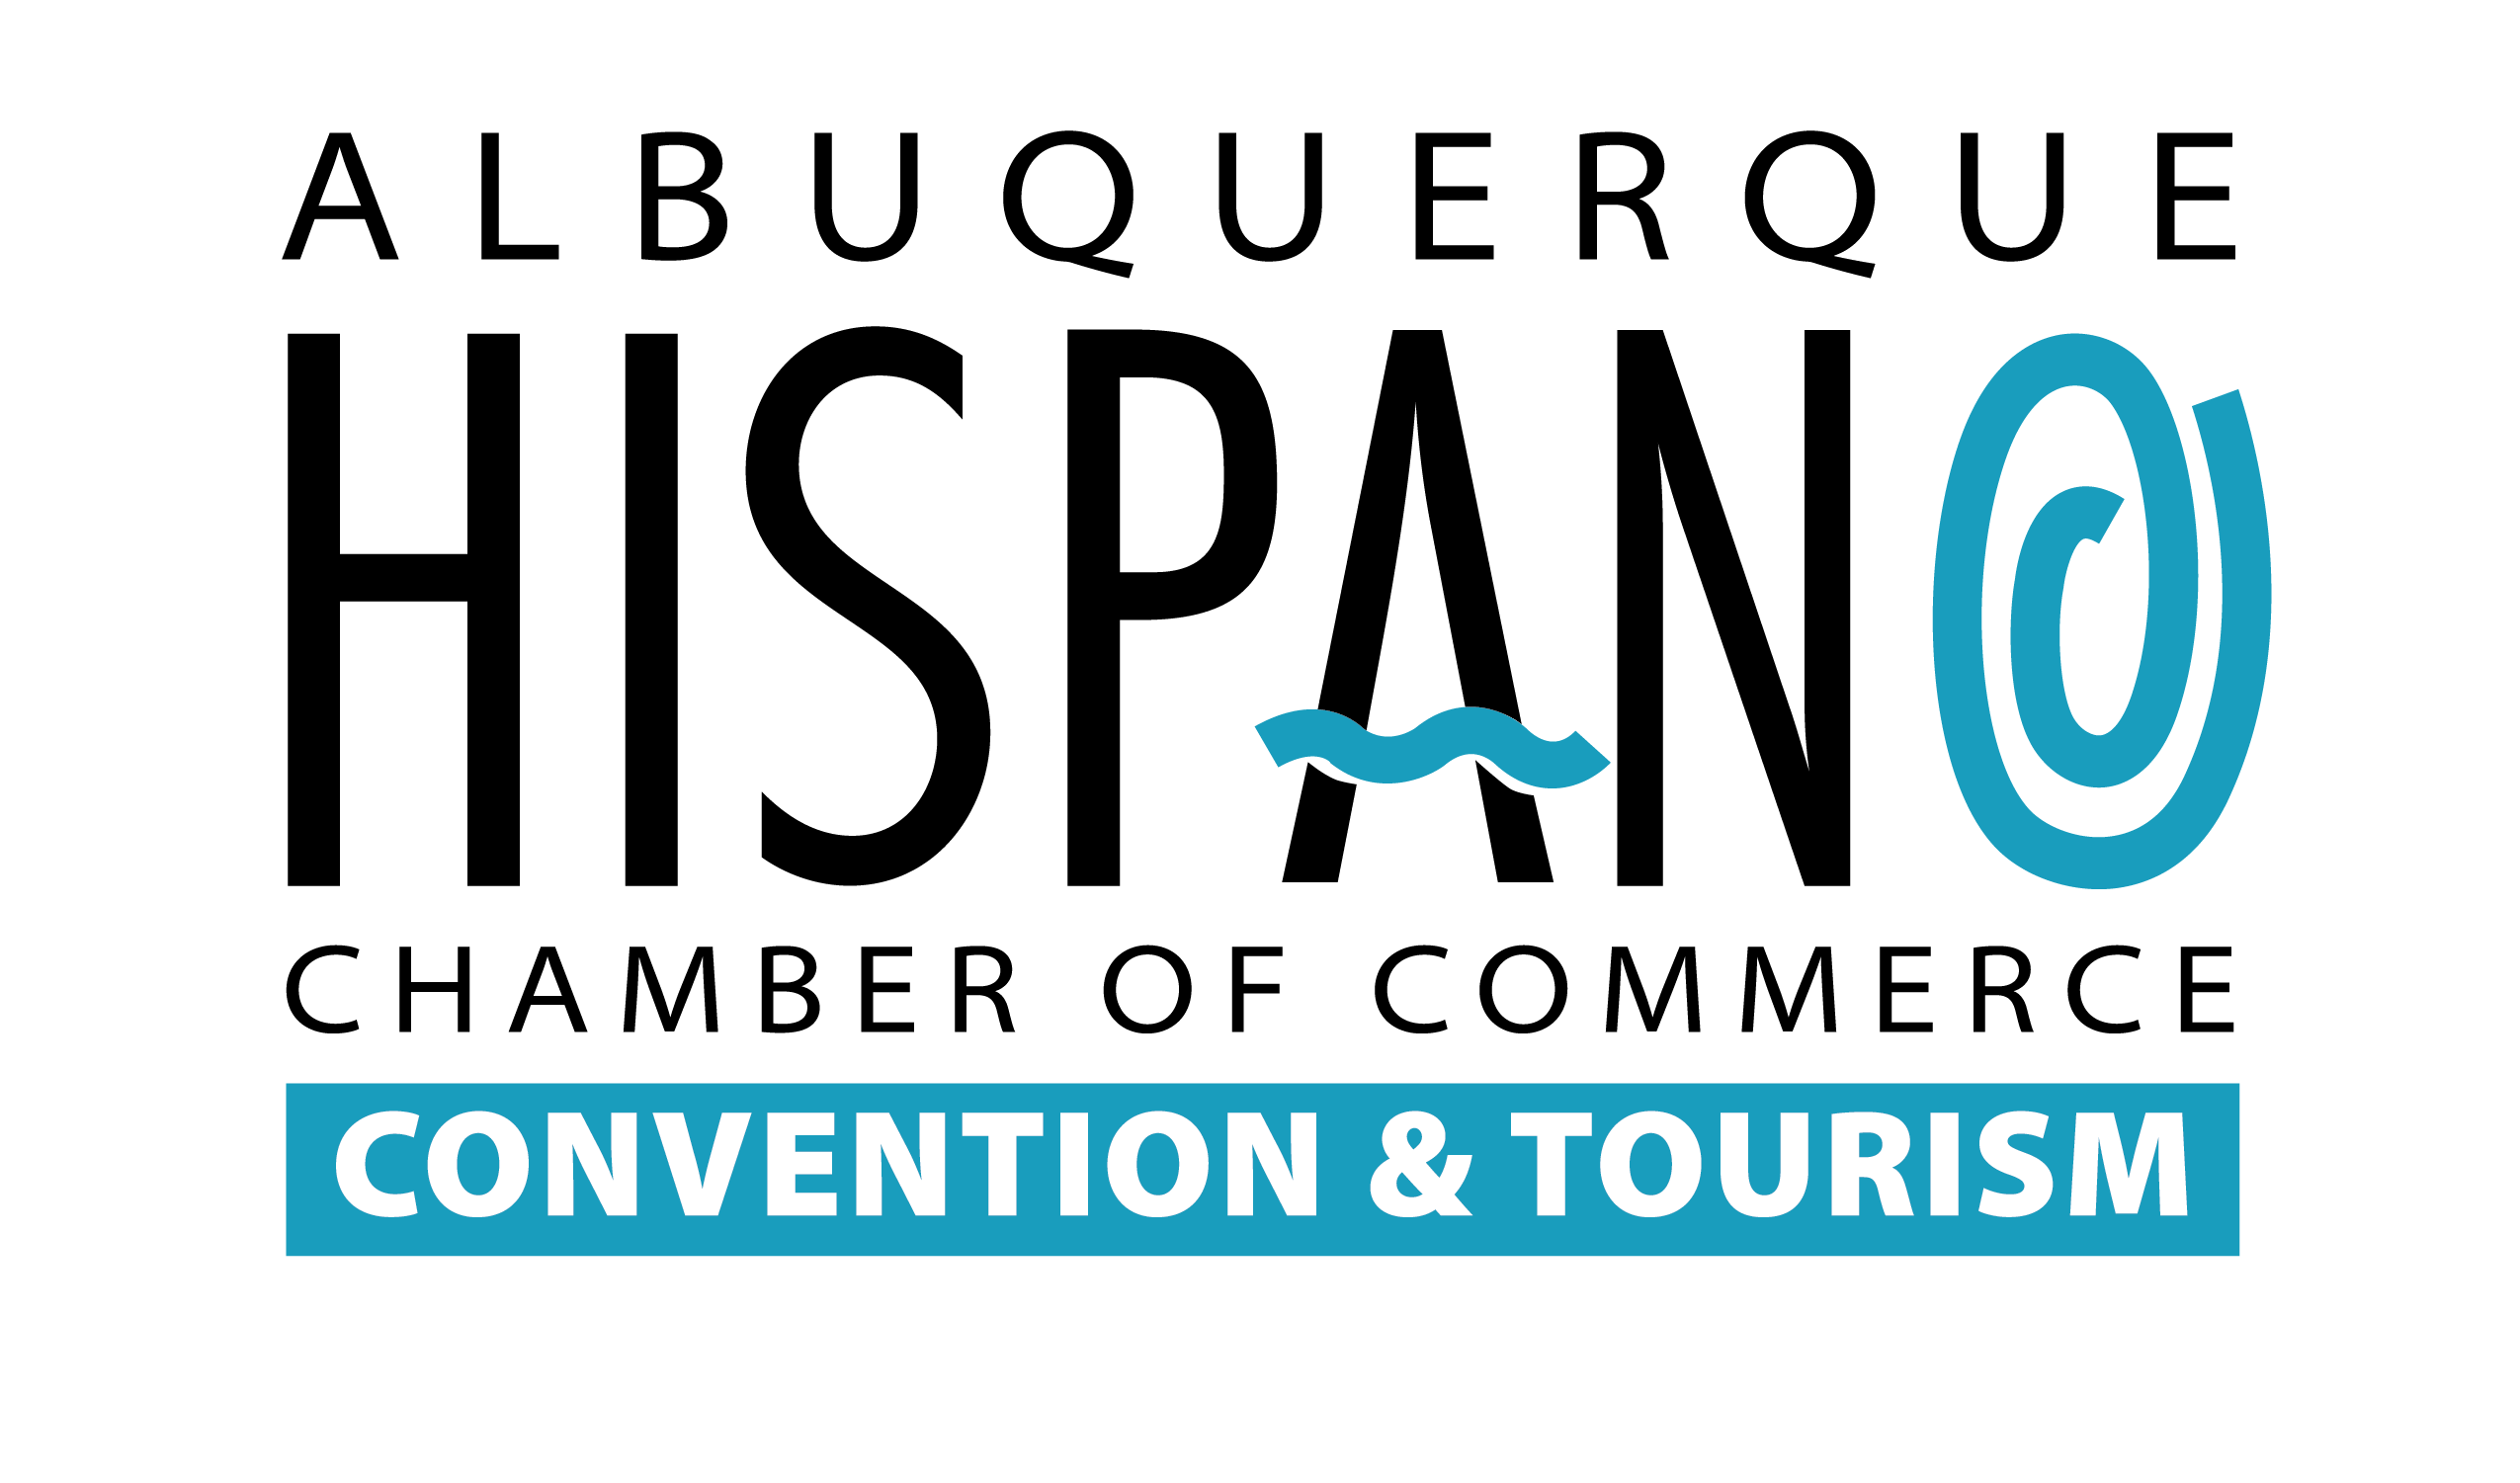 ALBUQUERQUE
HISPANO
CHAMBER OF COMMERCE
CONVENTION & TOURISM